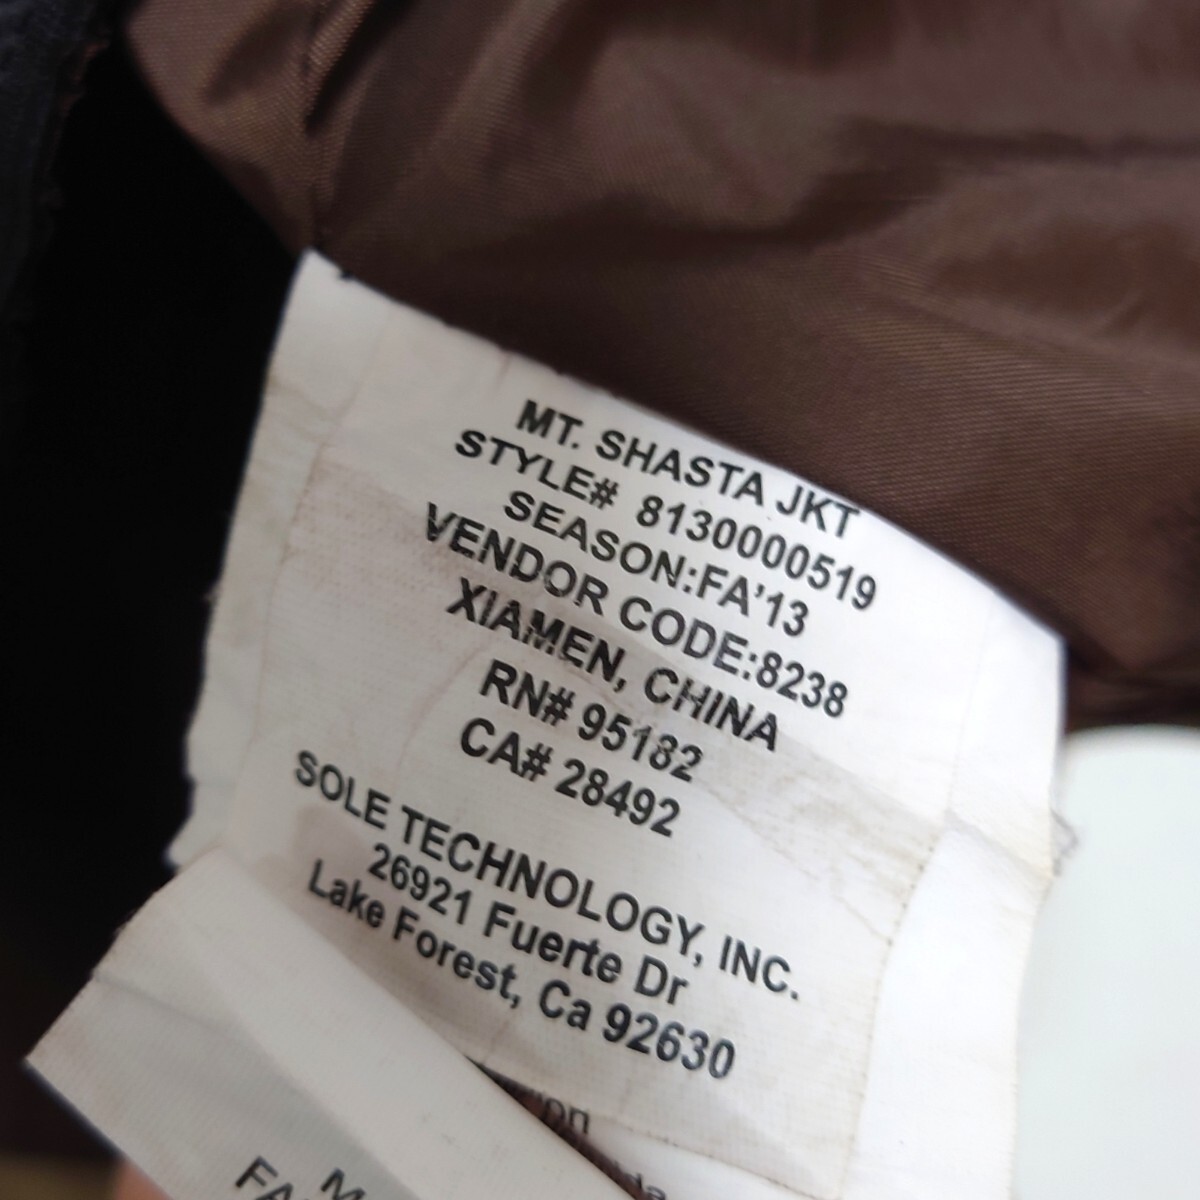 MT. SHASTA JKT
STYLE# 8130000519
SEASON:FA'13
VENDOR CODE:8238
XIAMEN, CHINA
RN# 95182
CA# 28492
SOLE TECHNOLOGY, INC.
26921 Fuerte Dr
Lake Forest, Ca 92630